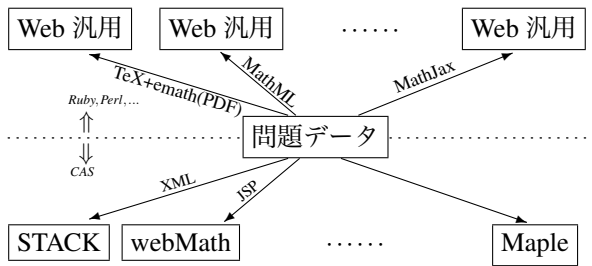 Web 汎用
Web 汎用
······
Web 汎用
TeX+emath(PDF)
MathML
MathJax
Ruby, Perl, ...
⇑
問題データ
⇓
CAS
XML
JSP
STACK
webMath
······
Maple